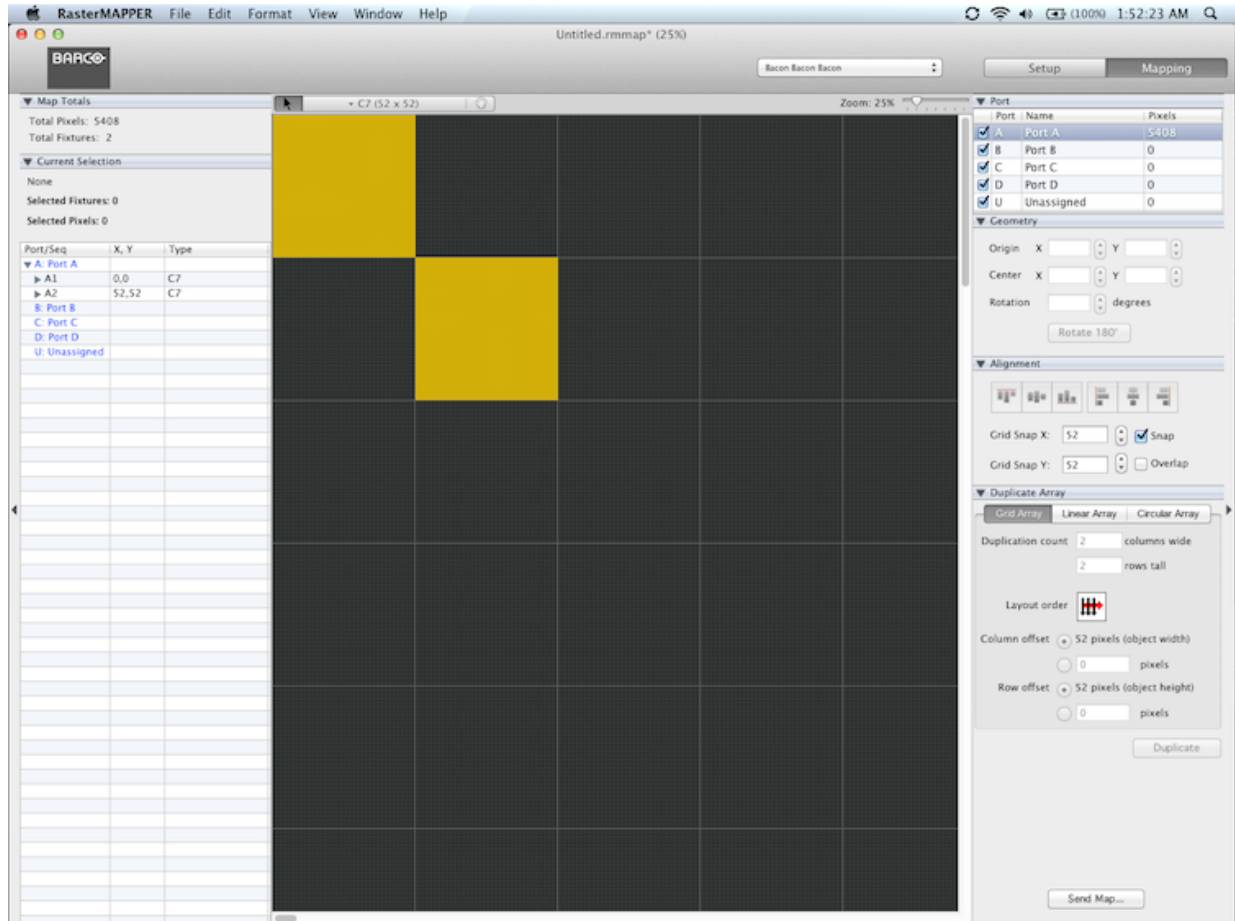 RasterMAPPER File Edit Format View Window Help (100%) 1:52:23 AM
Untitled.rmmap* (25%)
BARCO
Bacon Bacon Bacon
Setup Mapping
Map Totals
Total Pixels: 5408
Total Fixtures: 2
Current Selection
None
Selected Fixtures: 0
Selected Pixels: 0
Port/Seq X, Y Type
A: Port A
A1 0,0 C7
A2 52,52 C7
B: Port B
C: Port C
D: Port D
U: Unassigned
C7 (52 x 52)
Zoom: 25%
Port
Port Name Pixels
A Port A 5408
B Port B 0
C Port C 0
D Port D 0
U Unassigned 0
Geometry
Origin X Y
Center X Y
Rotation degrees
Rotate 180°
Alignment
Grid Snap X: 52 Snap
Grid Snap Y: 52 Overlap
Duplicate Array
Grid Array Linear Array Circular Array
Duplication count 2 columns wide
2 rows tall
Layout order
Column offset 52 pixels (object width)
0 pixels
Row offset 52 pixels (object height)
0 pixels
Duplicate
Send Map...